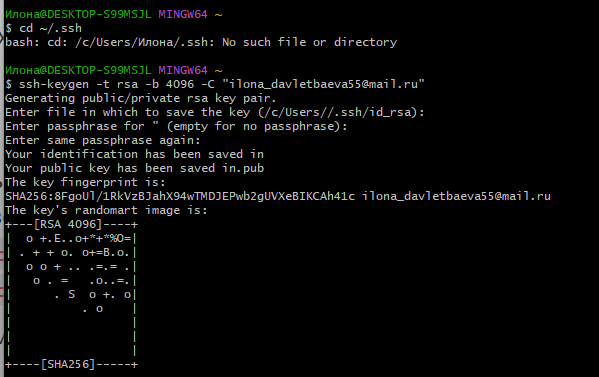 Илона@DESKTOP-S99MSJL MINGW64 ~
$ cd ~/.ssh
bash: cd: /c/Users/Илона/.ssh: No such file or directory
Илона@DESKTOP-S99MSJL MINGW64 ~
$ ssh-keygen -t rsa -b 4096 -C "ilona_davletbaeva55@mail.ru"
Generating public/private rsa key pair.
Enter file in which to save the key (/c/Users//.ssh/id_rsa):
Enter passphrase for " (empty for no passphrase):
Enter same passphrase again:
Your identification has been saved in
Your public key has been saved in.pub
The key fingerprint is:
SHA256:8FgoUl/1RkVzBJahX94wTMDJEPwb2gUVXeBIKCAh41c ilona_davletbaeva55@mail.ru
The key's randomart image is:
+---[RSA 4096]----+
|  o +.E..o+*+*%O=|
| . + + o. o+=B.o.|
|  o o + .. .=.= .|
|   o . =   .o..=.|
|      . S  o +. o|
|          . o    |
|                 |
|                 |
|                 |
+----[SHA256]-----+